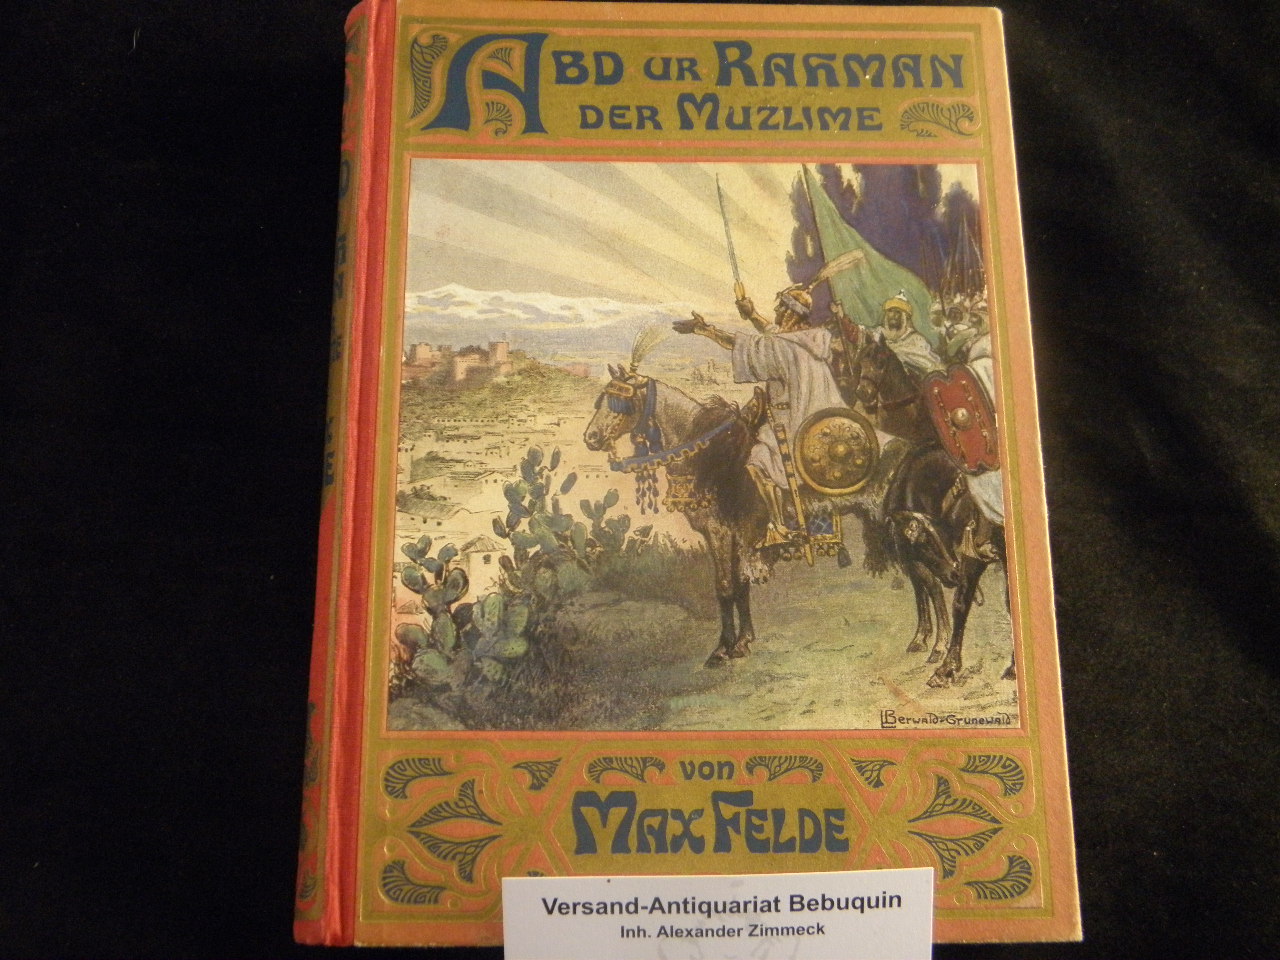 ABD UR RAHMAN
DER MUZLIME
LBerwald-Grunewald
VON
MAX FELDE
Versand-Antiquariat Bebuquin
Inh. Alexander Zimmeck